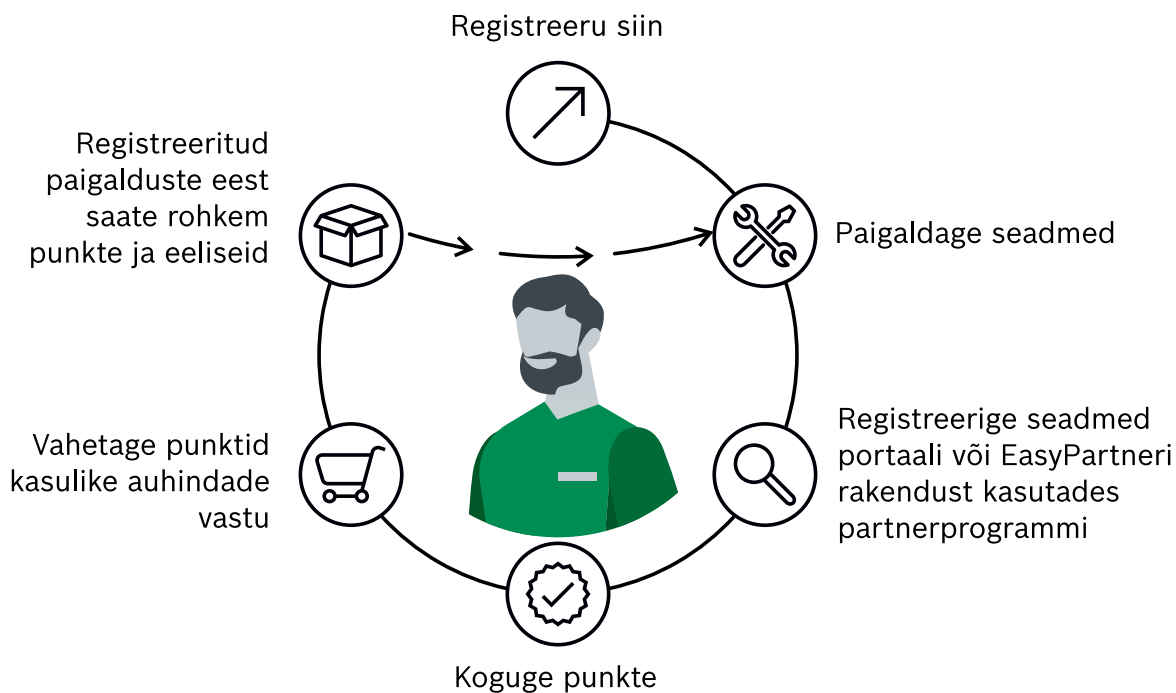 Registreeru siin
Paigaldage seadmed
Registreerige seadmed
portaali või EasyPartneri
rakendust kasutades
partnerprogrammi
Koguge punkte
Vahetage punktid
kasulike auhindade
vastu
Registreeritud
paigalduste eest
saate rohkem
punkte ja eeliseid